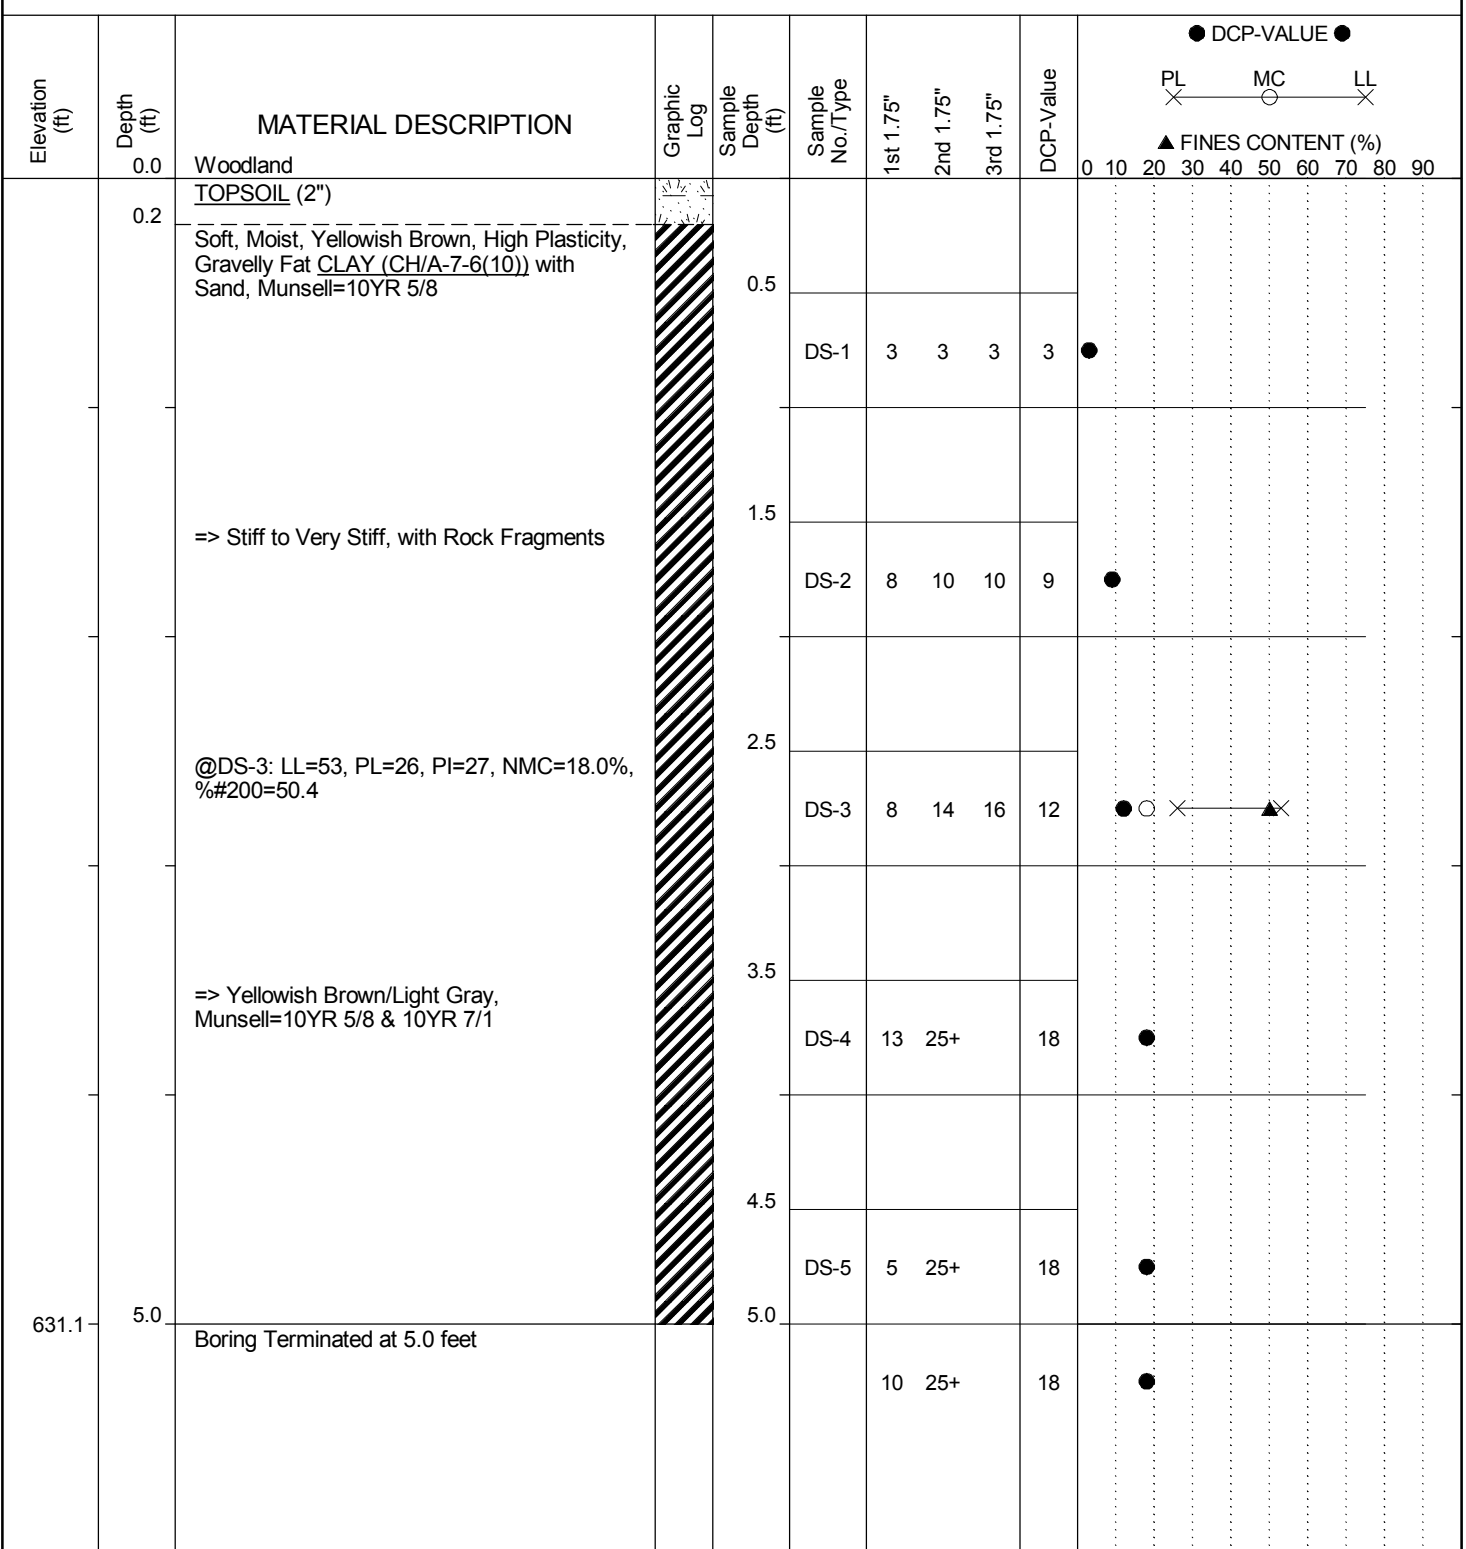 ● DCP-VALUE ●
PL MC LL
▲ FINES CONTENT (%)
0 10 20 30 40 50 60 70 80 90
Elevation
(ft)
Depth
(ft)
0.0
MATERIAL DESCRIPTION
Woodland
Graphic
Log
Sample
Depth
(ft)
Sample
No./Type
1st 1.75"
2nd 1.75"
3rd 1.75"
DCP-Value
TOPSOIL (2")
0.2
Soft, Moist, Yellowish Brown, High Plasticity,
Gravelly Fat CLAY (CH/A-7-6(10)) with
Sand, Munsell=10YR 5/8
0.5
DS-1 3 3 3 3
1.5
=> Stiff to Very Stiff, with Rock Fragments
DS-2 8 10 10 9
2.5
@DS-3: LL=53, PL=26, PI=27, NMC=18.0%,
%#200=50.4
DS-3 8 14 16 12
3.5
=> Yellowish Brown/Light Gray,
Munsell=10YR 5/8 & 10YR 7/1
DS-4 13 25+ 18
4.5
DS-5 5 25+ 18
631.1 5.0 5.0
Boring Terminated at 5.0 feet
10 25+ 18